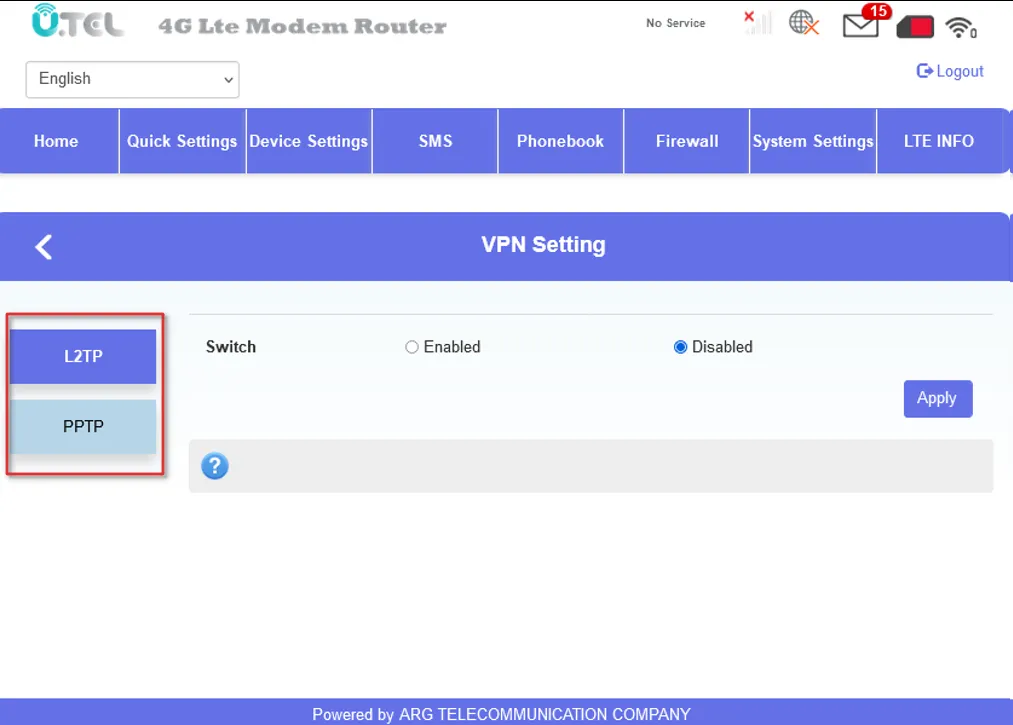 U.TEL 4G Lte Modem Router
No Service
15
0
English
Logout
Home
Quick Settings
Device Settings
SMS
Phonebook
Firewall
System Settings
LTE INFO
VPN Setting
L2TP
PPTP
Switch
Enabled
Disabled
Apply
?
Powered by ARG TELECOMMUNICATION COMPANY